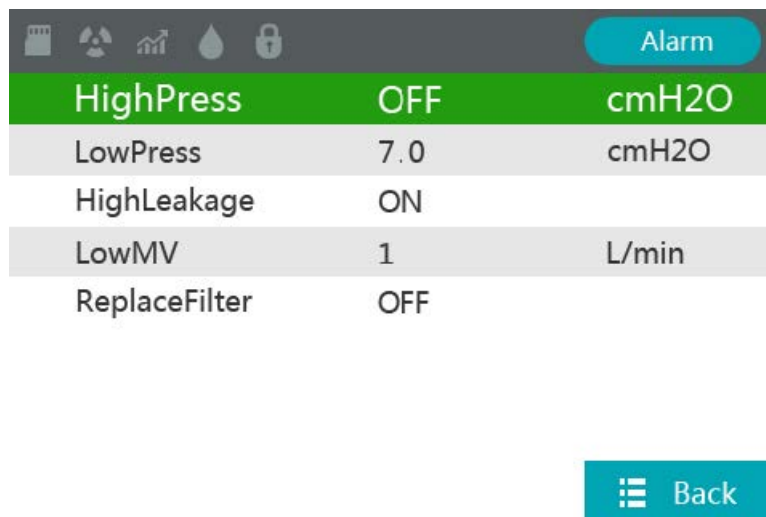 Alarm
HighPress OFF cmH2O
LowPress 7.0 cmH2O
HighLeakage ON
LowMV 1 L/min
ReplaceFilter OFF
Back